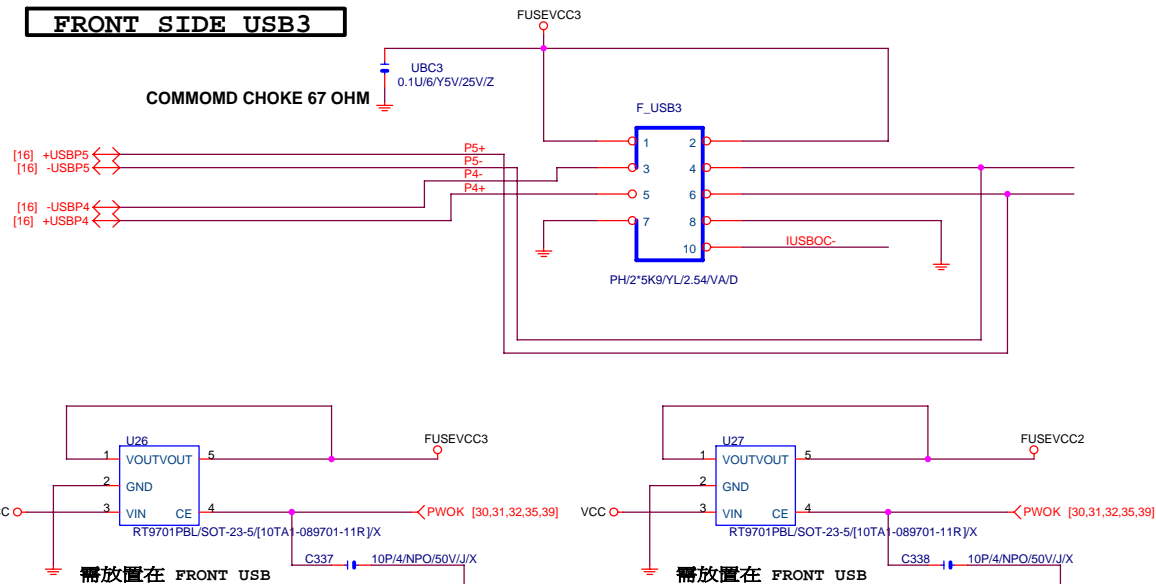 FRONT SIDE USB3
FUSEVCC3
UBC3
0.1U/6/Y5V/25V/Z
COMMOMD CHOKE 67 OHM
F_USB3
1 2
3 4
5 6
7 8
10
[16] +USBP5
[16] -USBP5
[16] -USBP4
[16] +USBP4
P5+
P5-
P4-
P4+
IUSBOC-
PH/2*5K9/YL/2.54/VA/D
U26
1 VOUTVOUT 5
2 GND
3 VIN CE 4
FUSEVCC3
PWOK [30,31,32,35,39]
RT9701PBL/SOT-23-5/[10TA1-089701-11R]/X
C337 10P/4/NPO/50V/J/X
需放置在 FRONT USB
U27
1 VOUTVOUT 5
2 GND
VCC 3 VIN CE 4
FUSEVCC2
PWOK [30,31,32,35,39]
RT9701PBL/SOT-23-5/[10TA1-089701-11R]/X
C338 10P/4/NPO/50V/J/X
需放置在 FRONT USB